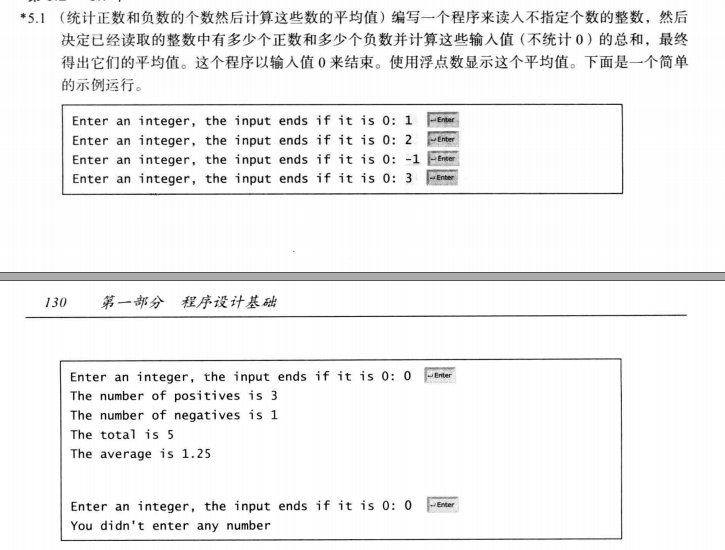 *5.1 (统计正数和负数的个数然后计算这些数的平均值)编写一个程序来读入不指定个数的整数，然后
决定已经读取的整数中有多少个正数和多少个负数并计算这些输入值(不统计0)的总和，最终
得出它们的平均值。这个程序以输入值0来结束。使用浮点数显示这个平均值。下面是一个简单
的示例运行。
Enter an integer, the input ends if it is 0: 1 ↵Enter
Enter an integer, the input ends if it is 0: 2 ↵Enter
Enter an integer, the input ends if it is 0: -1 ↵Enter
Enter an integer, the input ends if it is 0: 3 ↵Enter
130 第一部分 程序设计基础
Enter an integer, the input ends if it is 0: 0 ↵Enter
The number of positives is 3
The number of negatives is 1
The total is 5
The average is 1.25
Enter an integer, the input ends if it is 0: 0 ↵Enter
You didn't enter any number